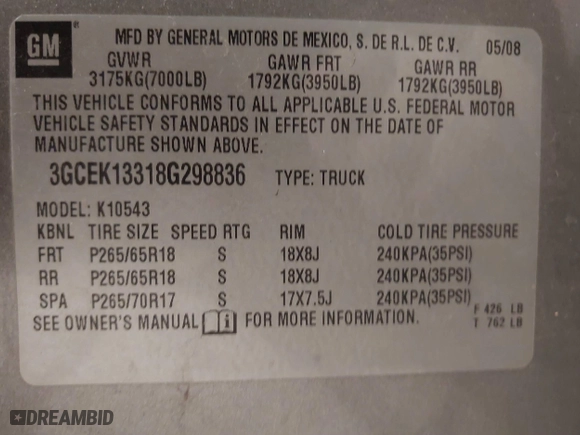 GM
MFD BY GENERAL MOTORS DE MEXICO, S. DE R.L. DE C.V. 05/08
GVWR GAWR FRT GAWR RR
3175KG(7000LB) 1792KG(3950LB) 1792KG(3950LB)
THIS VEHICLE CONFORMS TO ALL APPLICABLE U.S. FEDERAL MOTOR
VEHICLE SAFETY STANDARDS IN EFFECT ON THE DATE OF
MANUFACTURE SHOWN ABOVE.
3GCEK13318G298836 TYPE: TRUCK
MODEL: K10543
KBNL TIRE SIZE SPEED RTG RIM COLD TIRE PRESSURE
FRT P265/65R18 S 18X8J 240KPA(35PSI)
RR P265/65R18 S 18X8J 240KPA(35PSI)
SPA P265/70R17 S 17X7.5J 240KPA(35PSI)
F 426 LB
SEE OWNER'S MANUAL i FOR MORE INFORMATION. T 762 LB
DREAMBID